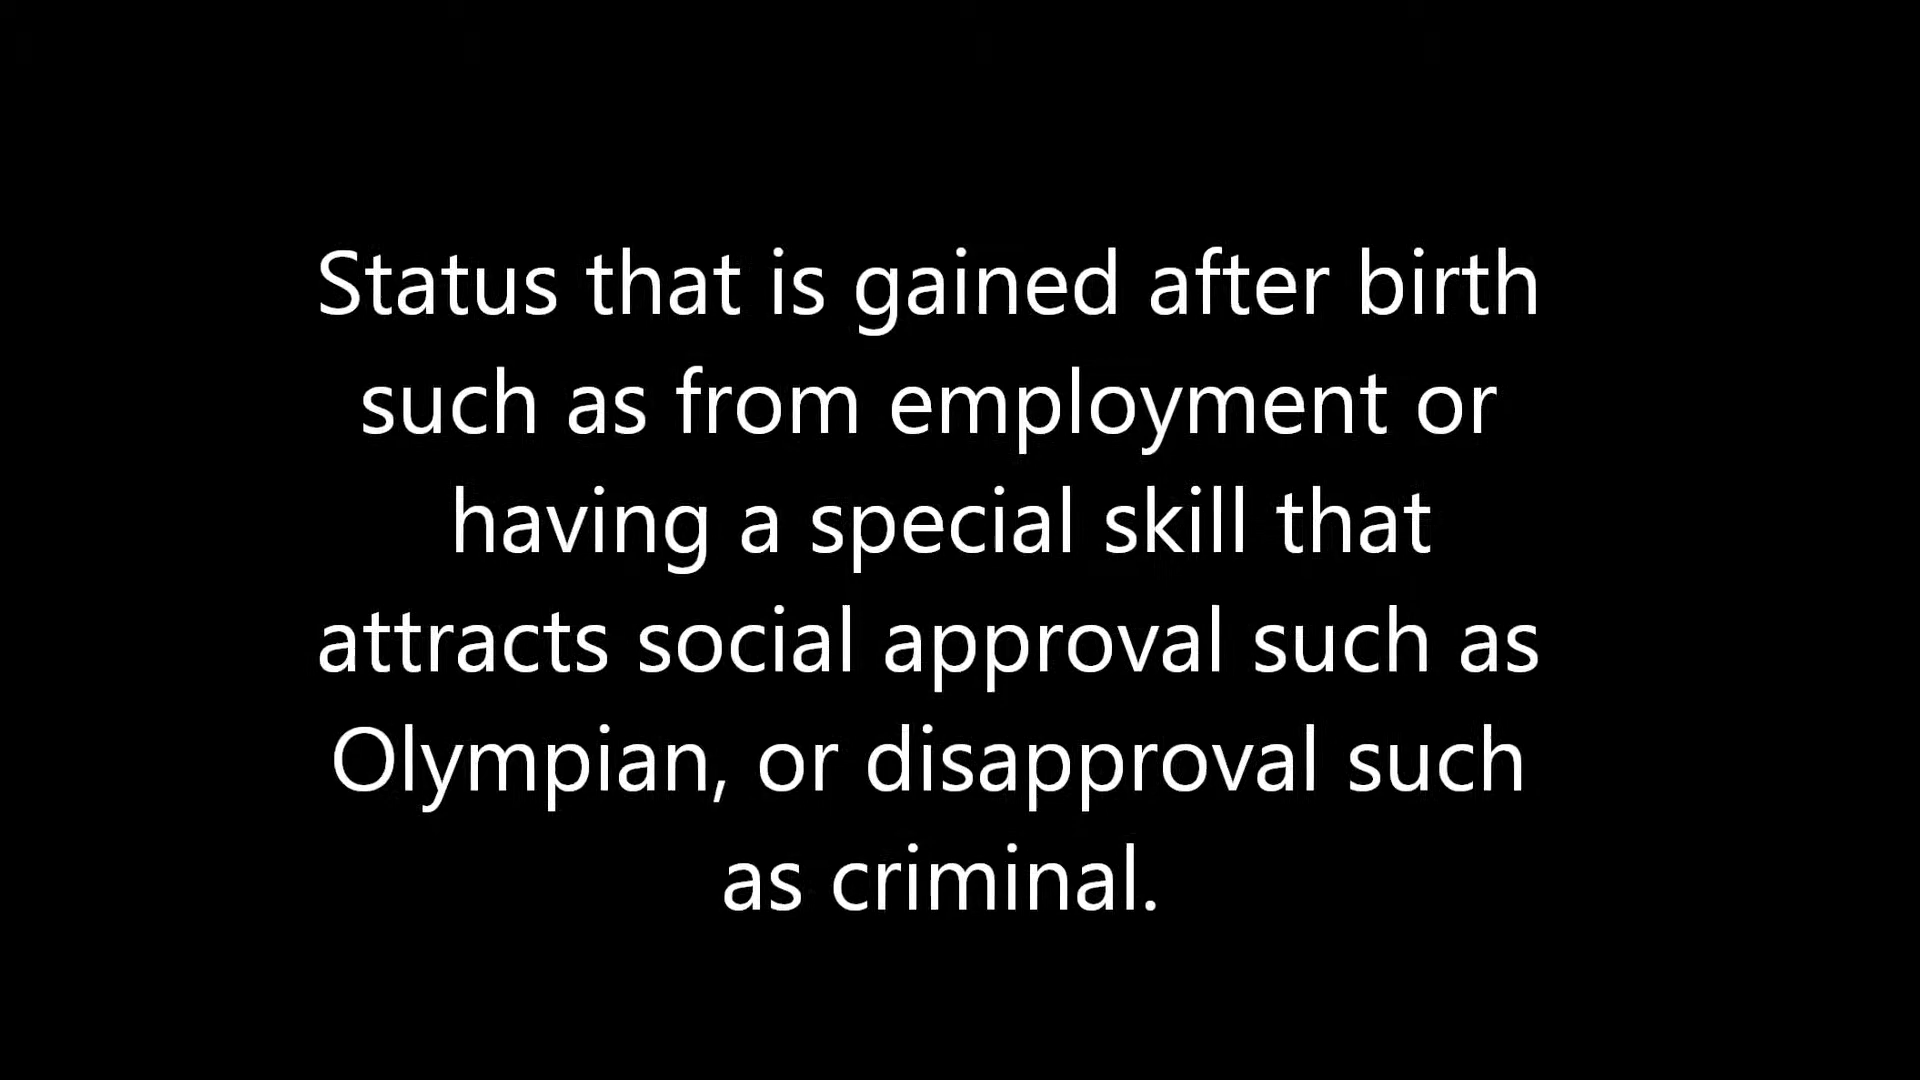 Status that is gained after birth
such as from employment or
having a special skill that
attracts social approval such as
Olympian, or disapproval such
as criminal.